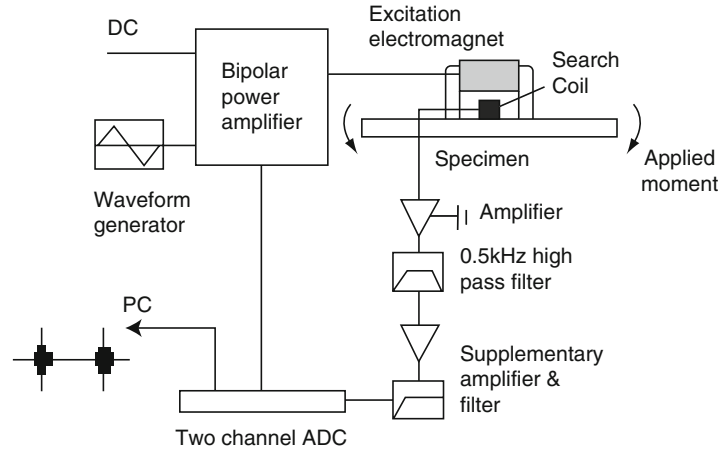 DC
Bipolar
power
amplifier
Waveform
generator
Excitation
electromagnet
Search
Coil
Specimen
Applied
moment
Amplifier
0.5kHz high
pass filter
Supplementary
amplifier &
filter
PC
Two channel ADC